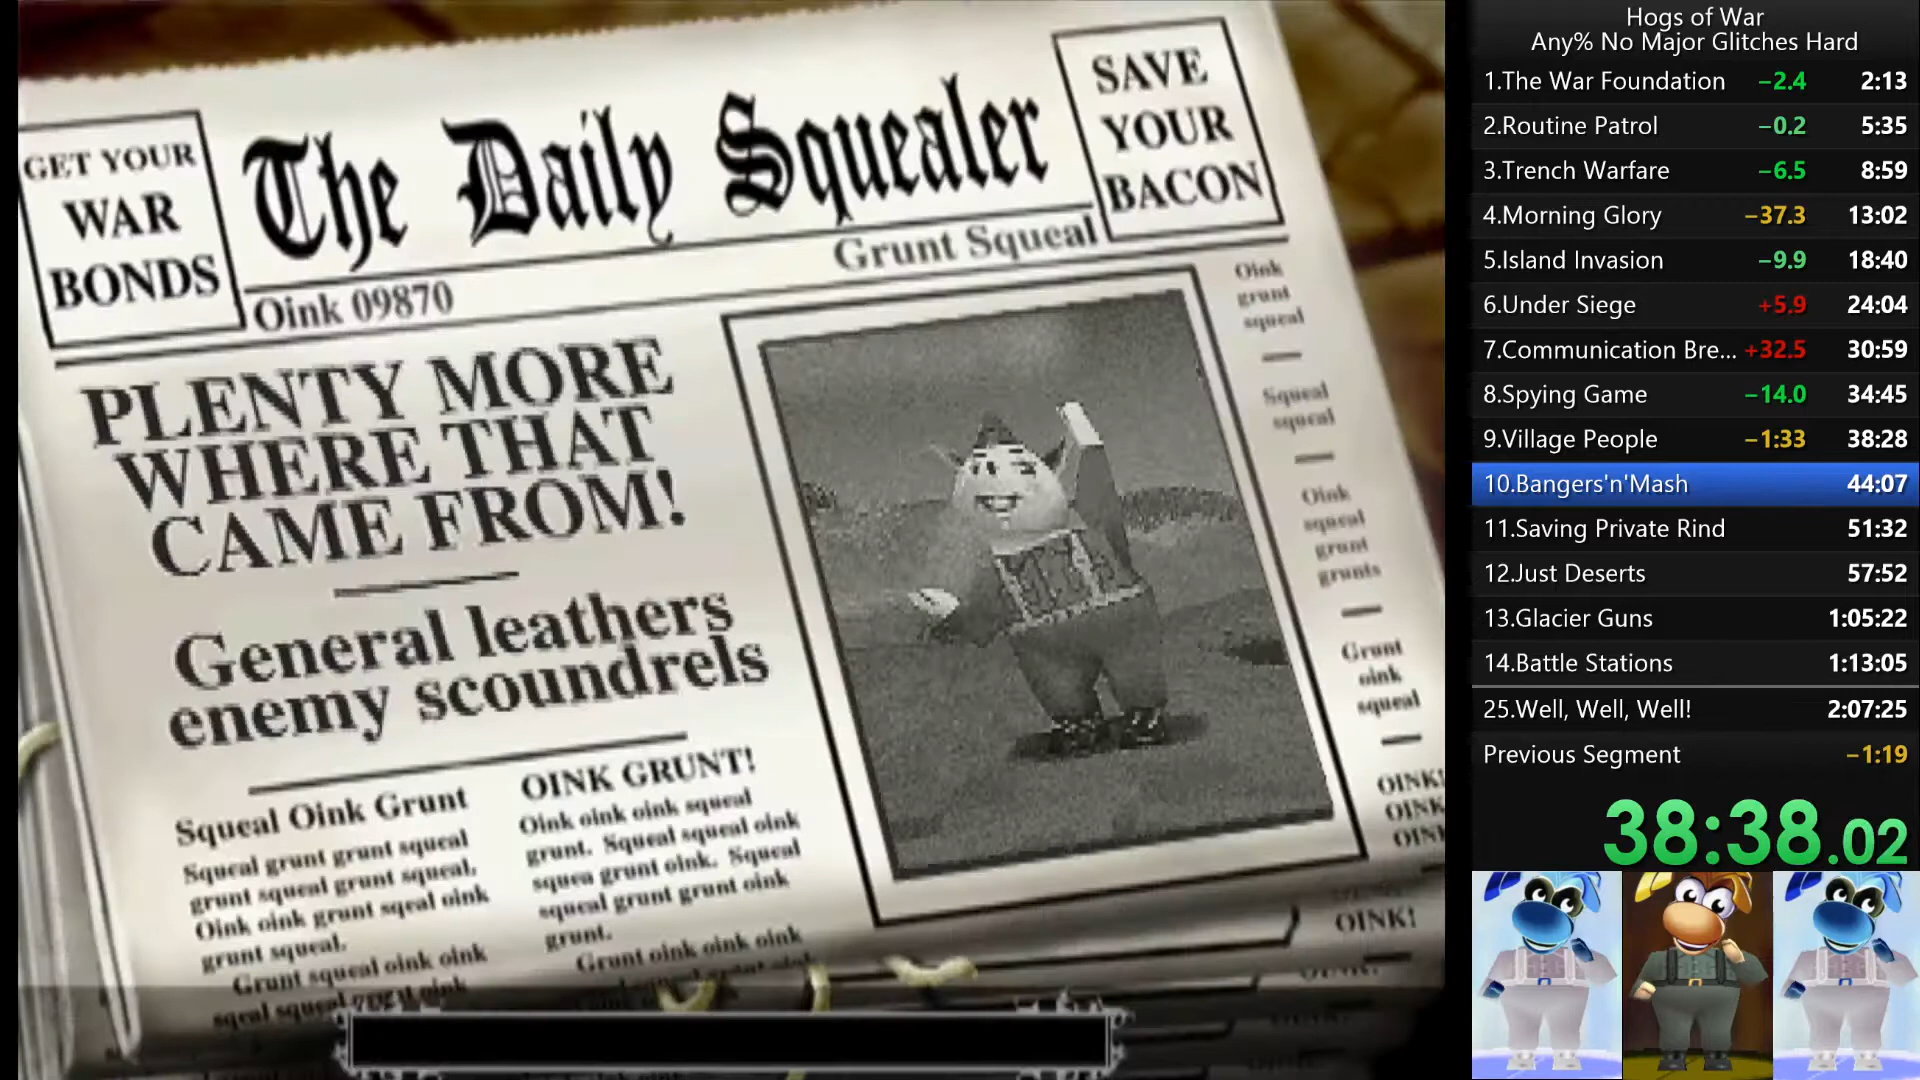 GET YOUR
WAR
BONDS
The Daily Squealer
SAVE
YOUR
BACON
Oink 09870
Grunt Squeal
PLENTY MORE
WHERE THAT
CAME FROM!
General leathers
enemy scoundrels
Squeal Oink Grunt
Squeal grunt grunt squeal
grunt squeal grunt squeal.
Oink oink grunt sqeal oink
grunt squeal.
Grunt squeal oink oink
OINK GRUNT!
Oink oink oink squeal
grunt. Squeal squeal oink
squea grunt oink. Squeal
squeal grunt grunt oink
grunt.
Grunt oink oink oink
Oink
grunt
squeal
Squeal
squeal
Oink
squeal
grunt
grunts
Grunt
oink
squeal
OINK!
OINK
OINK
OINK!
Hogs of War
Any% No Major Glitches Hard
1.The War Foundation −2.4 2:13
2.Routine Patrol −0.2 5:35
3.Trench Warfare −6.5 8:59
4.Morning Glory −37.3 13:02
5.Island Invasion −9.9 18:40
6.Under Siege +5.9 24:04
7.Communication Bre... +32.5 30:59
8.Spying Game −14.0 34:45
9.Village People −1:33 38:28
10.Bangers'n'Mash 44:07
11.Saving Private Rind 51:32
12.Just Deserts 57:52
13.Glacier Guns 1:05:22
14.Battle Stations 1:13:05
25.Well, Well, Well! 2:07:25
Previous Segment −1:19
38:38.02